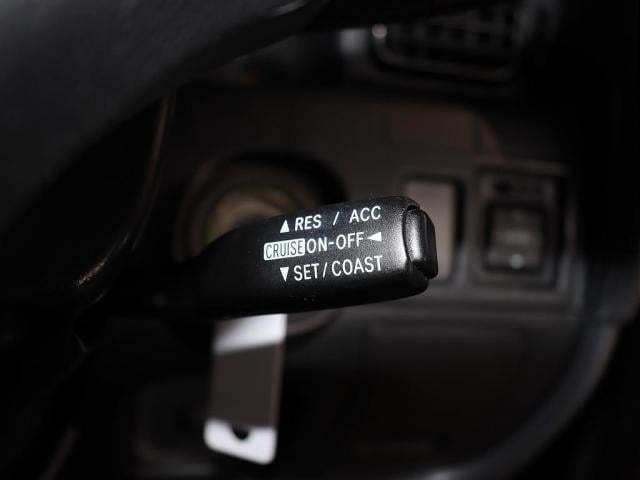 ▲ RES / ACC
CRUISE ON-OFF ◄
▼ SET / COAST